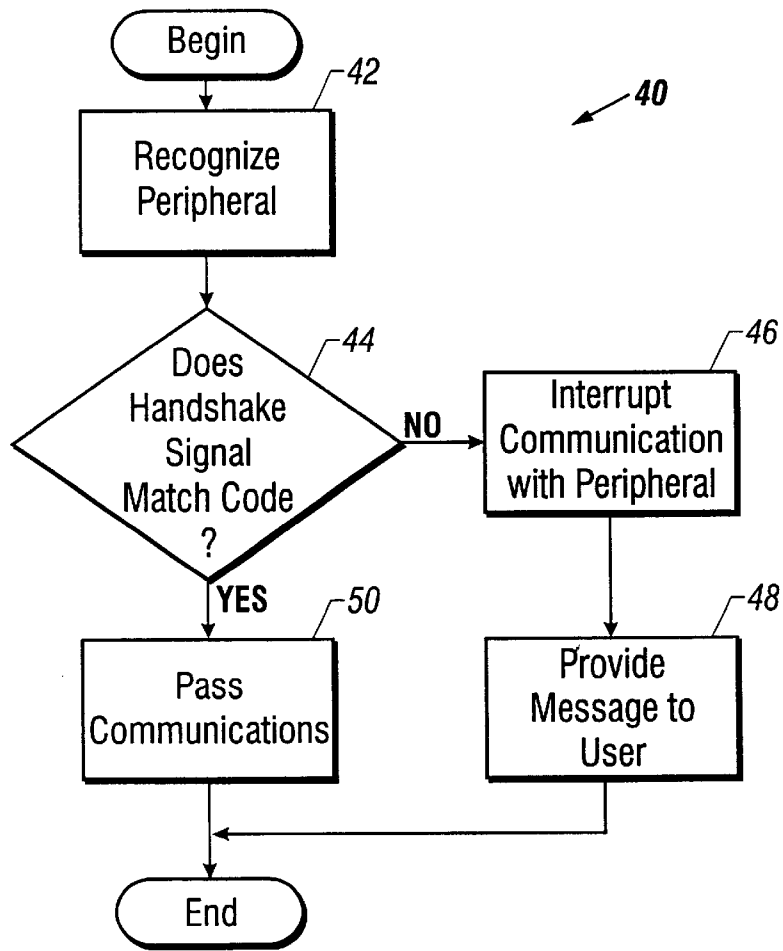 Begin
42
40
Recognize
Peripheral
44
Does
Handshake
Signal
Match Code
?
NO
46
Interrupt
Communication
with Peripheral
YES
50
Pass
Communications
48
Provide
Message to
User
End